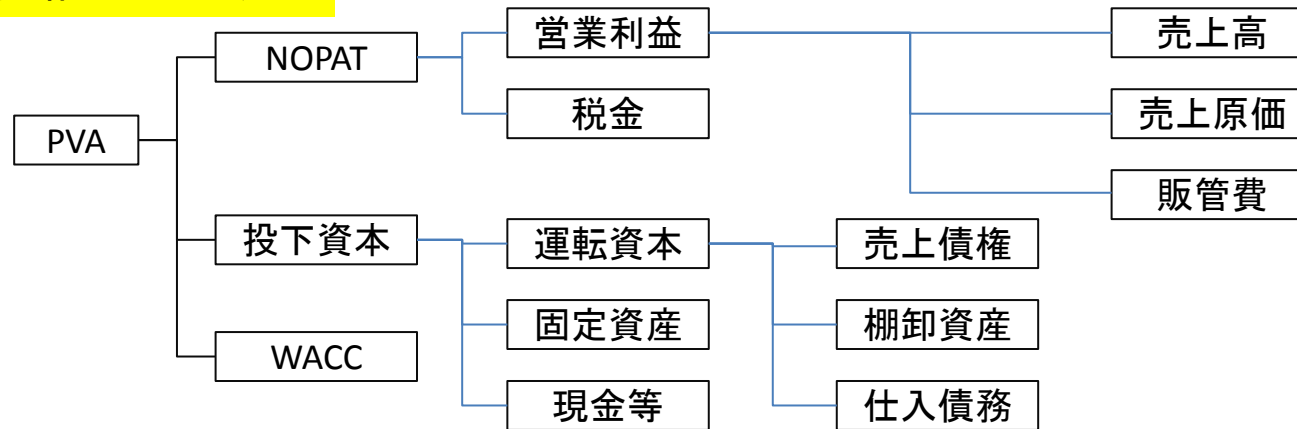 PVA
NOPAT
営業利益
税金
売上高
売上原価
販管費
投下資本
運転資本
固定資産
現金等
売上債権
棚卸資産
仕入債務
WACC